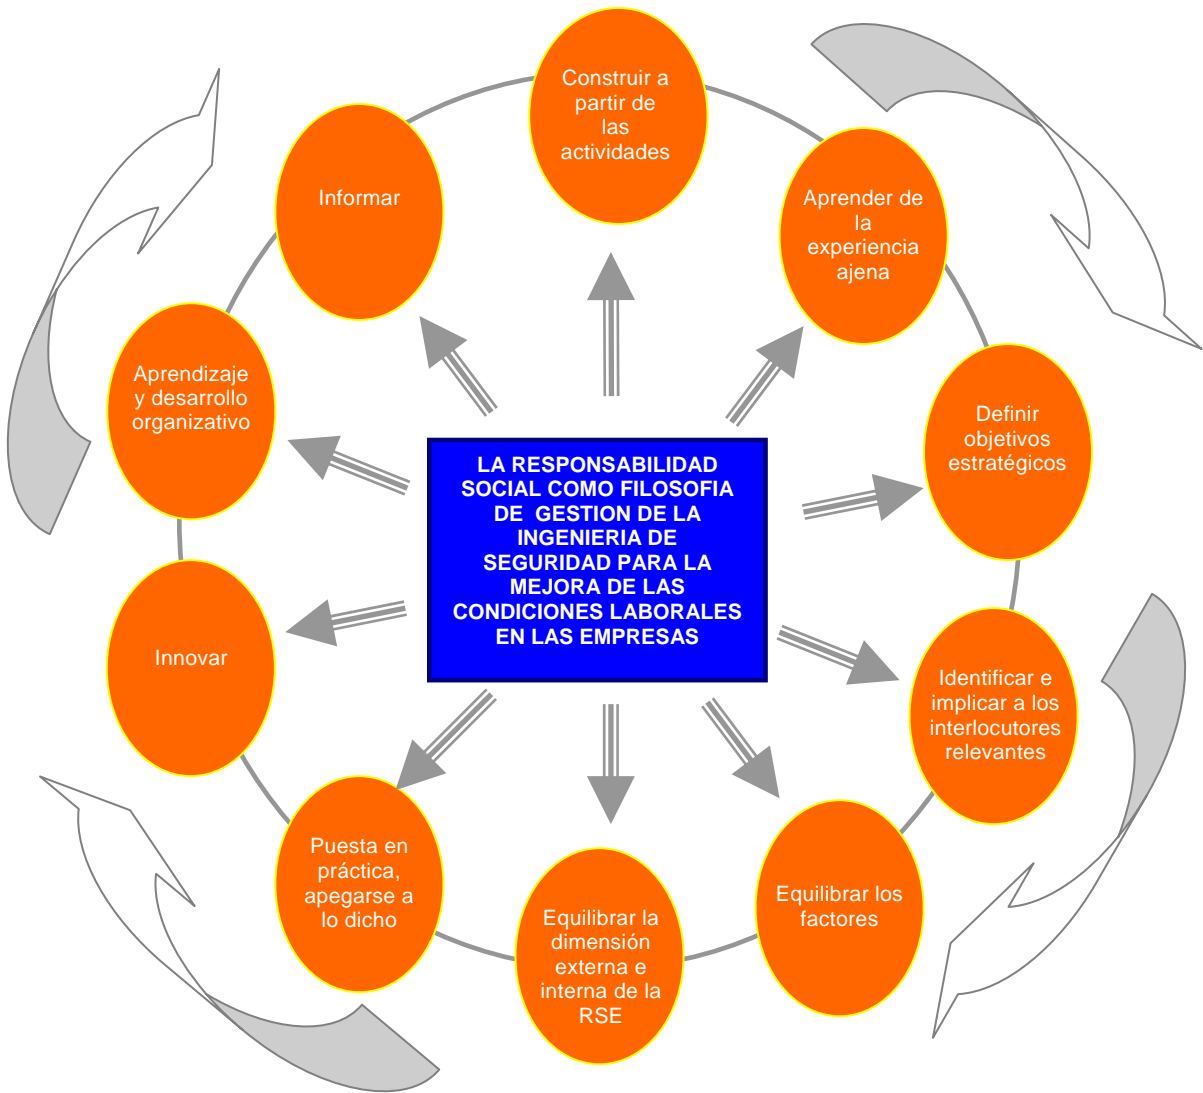 Construir a
partir de
las
actividades
Aprender de
la
experiencia
ajena
Definir
objetivos
estratégicos
Identificar e
implicar a los
interlocutores
relevantes
Equilibrar los
factores
Equilibrar la
dimensión
externa e
interna de la
RSE
Puesta en
práctica,
apegarse a
lo dicho
Innovar
Aprendizaje
y desarrollo
organizativo
Informar
LA RESPONSABILIDAD
SOCIAL COMO FILOSOFIA
DE GESTION DE LA
INGENIERIA DE
SEGURIDAD PARA LA
MEJORA DE LAS
CONDICIONES LABORALES
EN LAS EMPRESAS